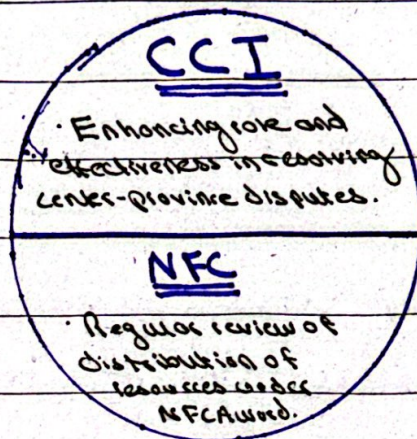 CCI
· Enhancing role and
effectiveness in resolving
center-province disputes.
NFC
· Regular review of
distribution of
resources under
NFC Award.